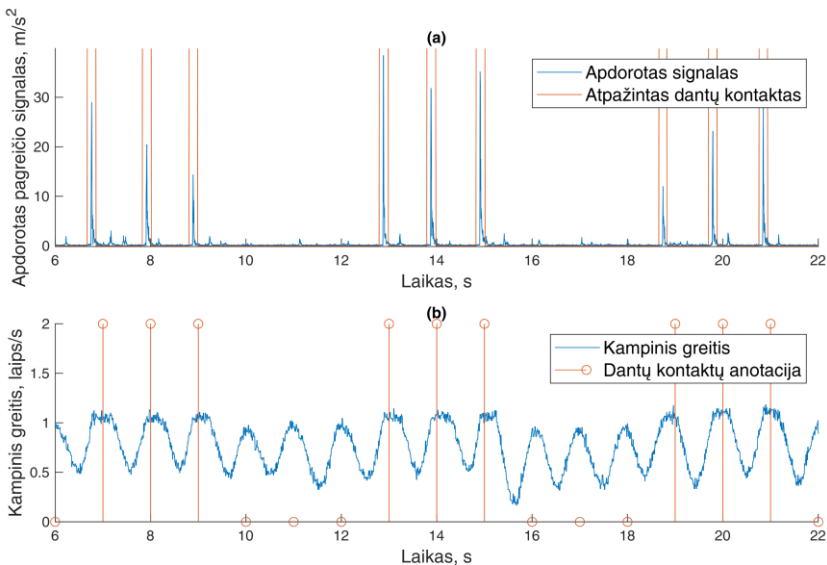 (a)
Apdorotas pagreičio signalas, m/s²
30
20
10
0
Apdorotas signalas
Atpažintas dantų kontaktas
6 8 10 12 14 16 18 20 22
Laikas, s
(b)
Kampinis greitis, laips/s
2
1.5
1
0.5
0
Kampinis greitis
Dantų kontaktų anotacija
6 8 10 12 14 16 18 20 22
Laikas, s